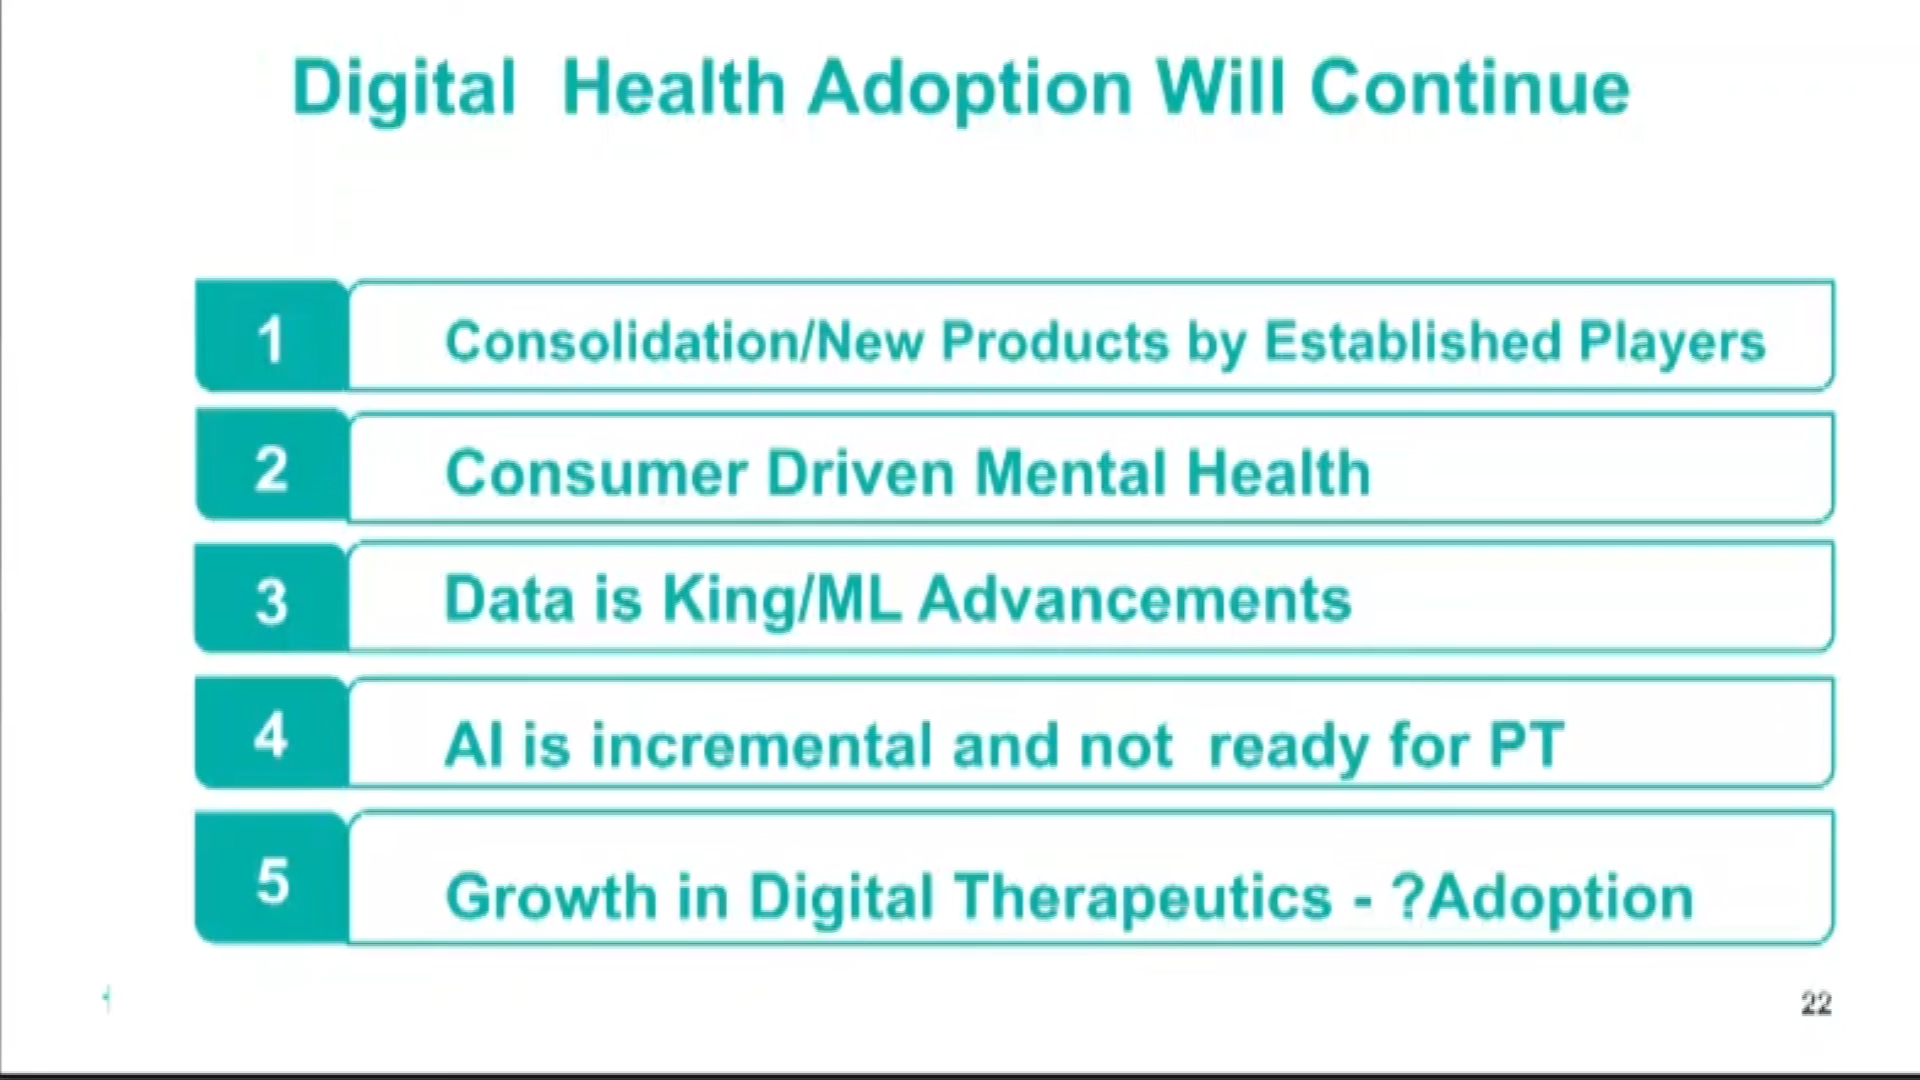 Digital  Health Adoption Will Continue
1
Consolidation/New Products by Established Players
2
Consumer Driven Mental Health
3
Data is King/ML Advancements
4
AI is incremental and not  ready for PT
5
Growth in Digital Therapeutics - ?Adoption
22